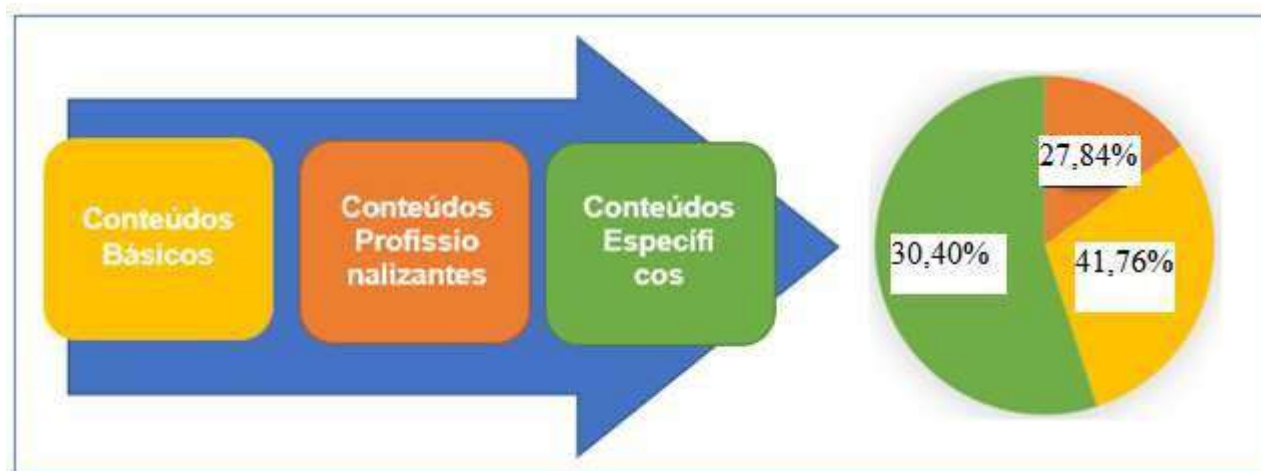 Conteúdos
Básicos
Conteúdos
Profissio
nalizantes
Conteúdos
Específi
cos
27,84%
30,40%
41,76%